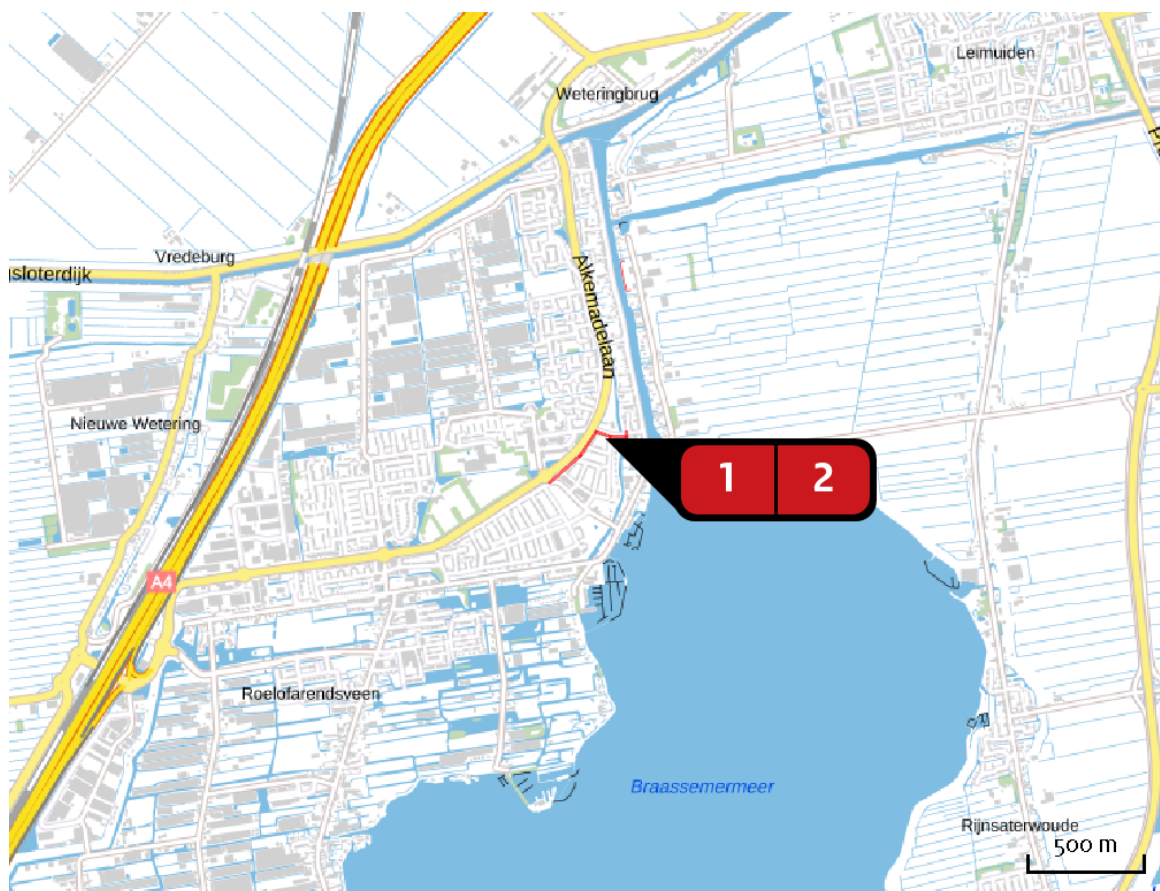 Leimuiden
Weteringbrug
Vredeburg
sloterdijk
Alkemadelaan
Nieuwe Wetering
1 2
A4
Roelofarendsveen
Braassemermeer
Rijnsaterwoude
500 m